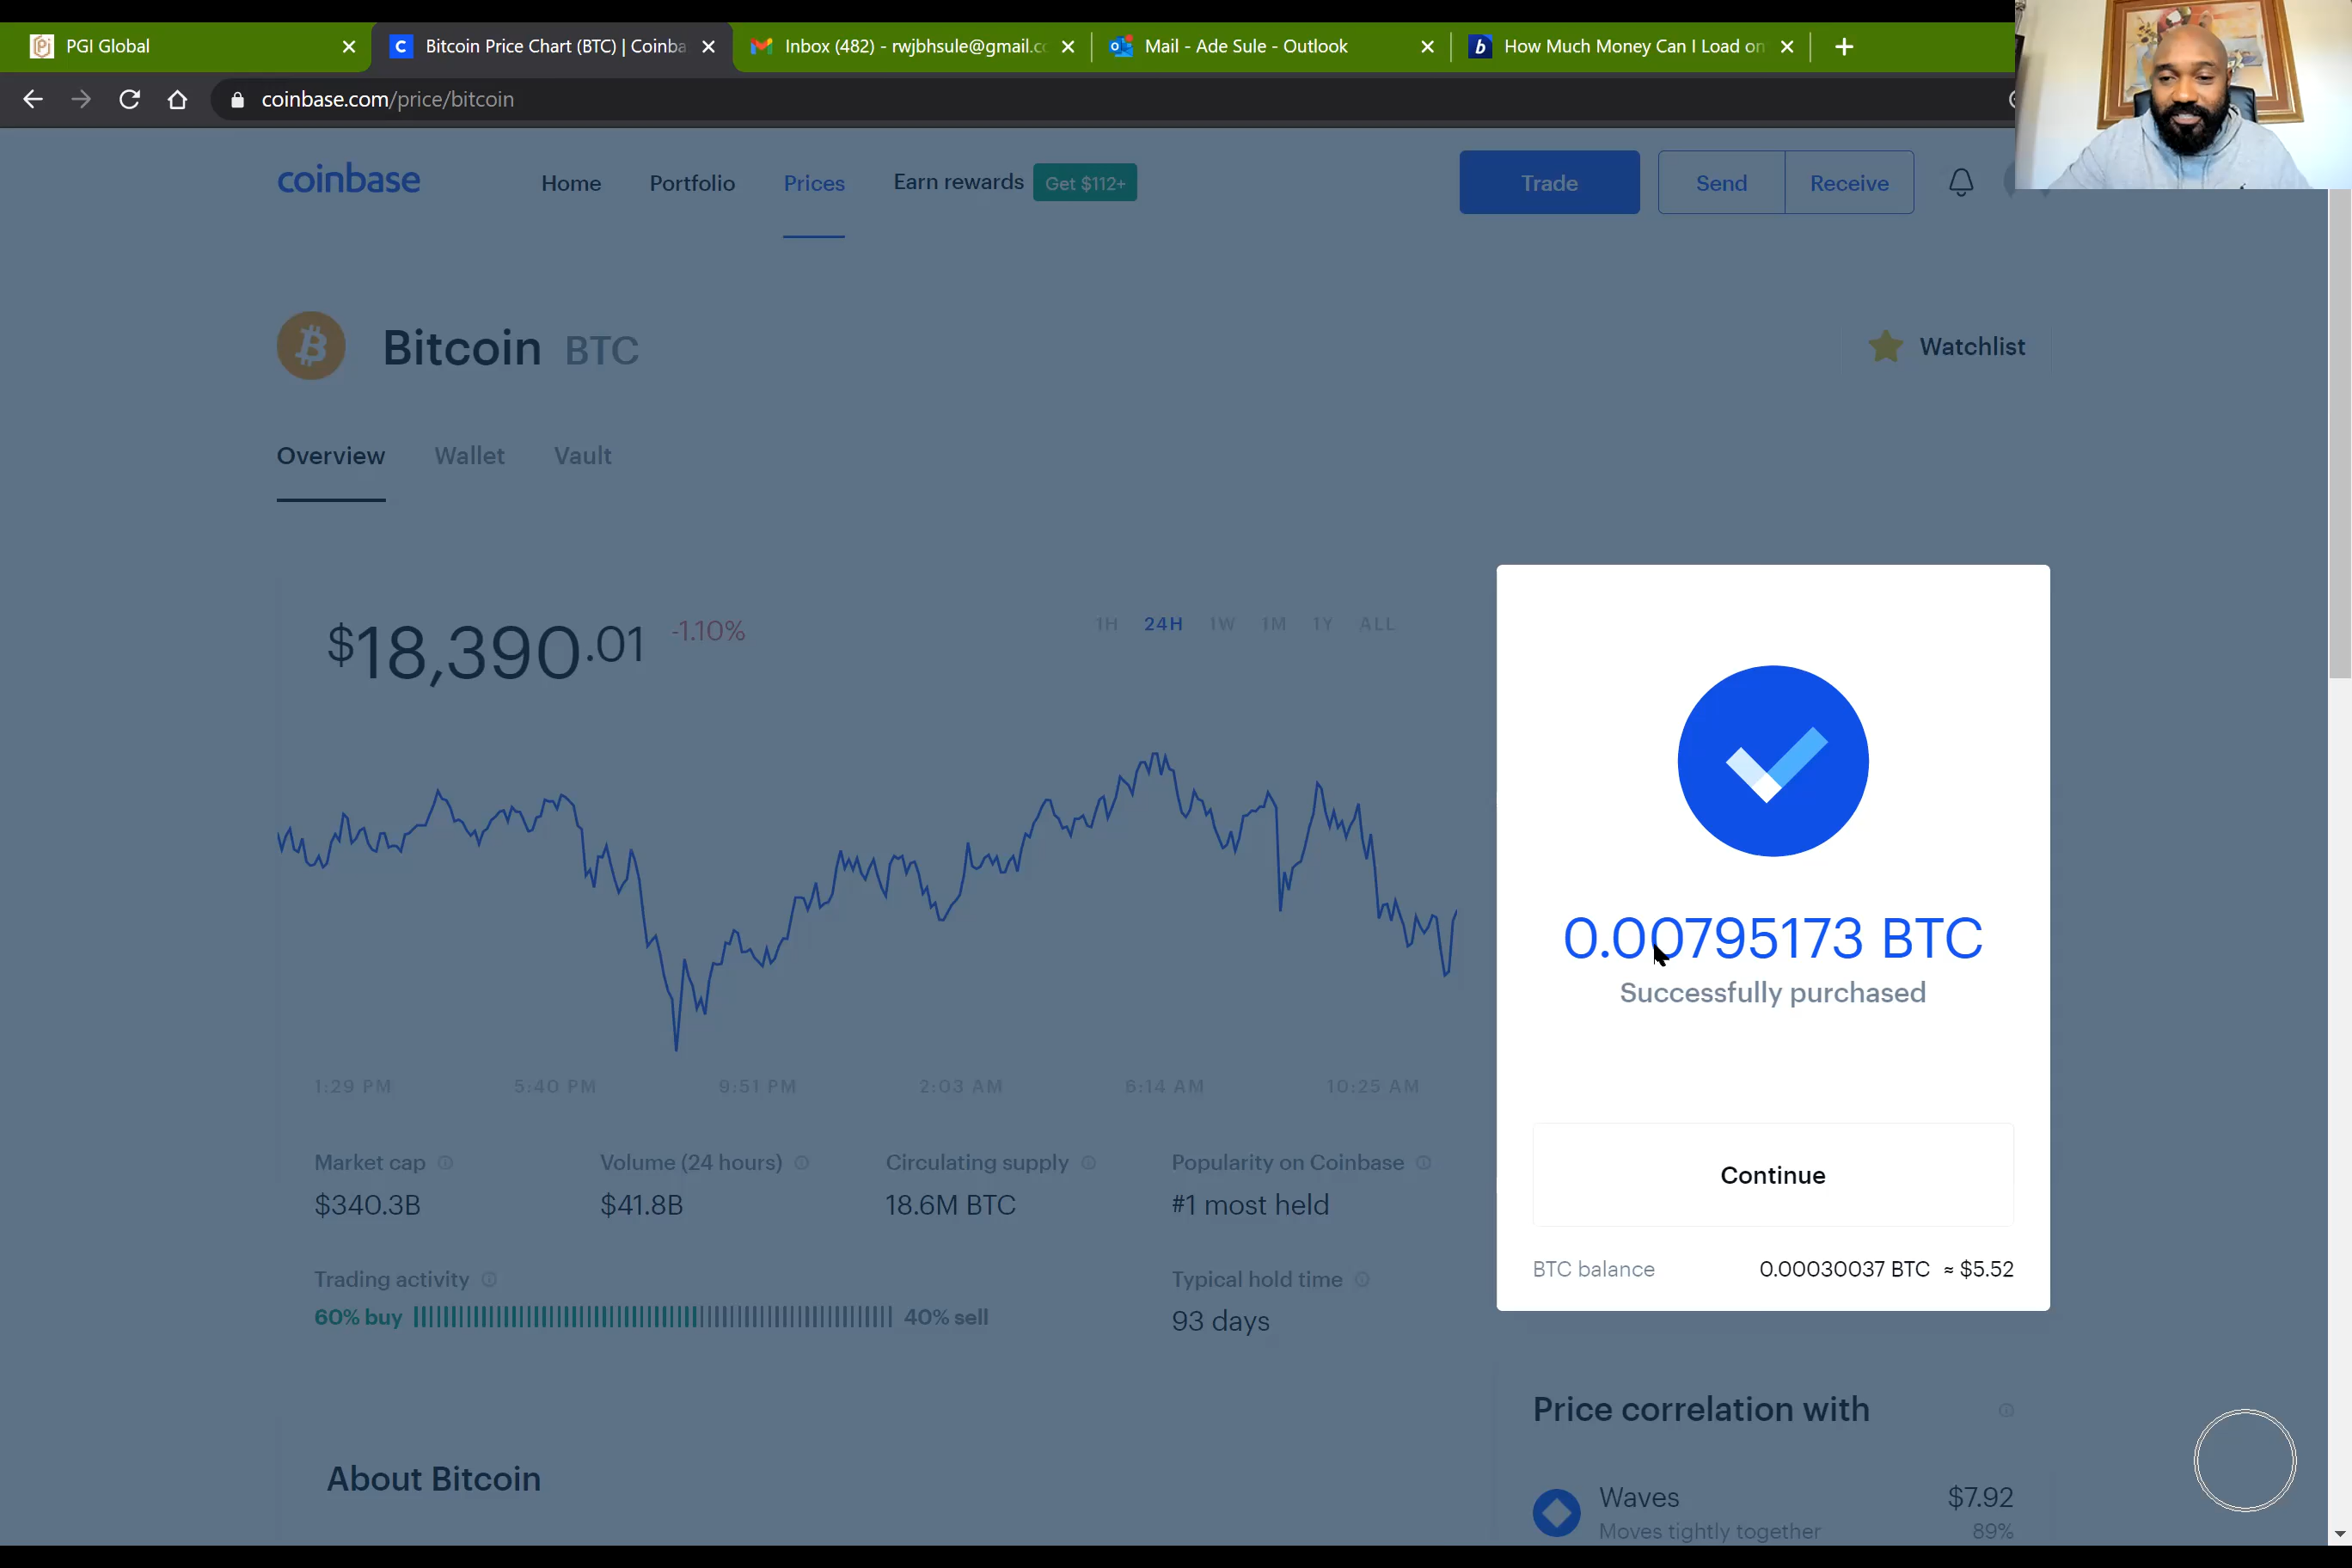 PGI Global
Bitcoin Price Chart (BTC) | Coinba
Inbox (482) - rwjbhsule@gmail.c
Mail - Ade Sule - Outlook
How Much Money Can I Load on
coinbase.com/price/bitcoin
coinbase
Home
Portfolio
Prices
Earn rewards
Get $112+
Trade
Send
Receive
Bitcoin BTC
Watchlist
Overview
Wallet
Vault
$18,390.01 -1.10%
1H 24H 1W 1M 1Y ALL
0.00795173 BTC
Successfully purchased
1:29 PM 5:40 PM 9:51 PM 2:03 AM 6:14 AM 10:25 AM
Market cap
$340.3B
Volume (24 hours)
$41.8B
Circulating supply
18.6M BTC
Popularity on Coinbase
#1 most held
Continue
Trading activity
60% buy
40% sell
Typical hold time
93 days
BTC balance
0.00030037 BTC ≈ $5.52
About Bitcoin
Price correlation with
Waves
$7.92
Moves tightly together
89%